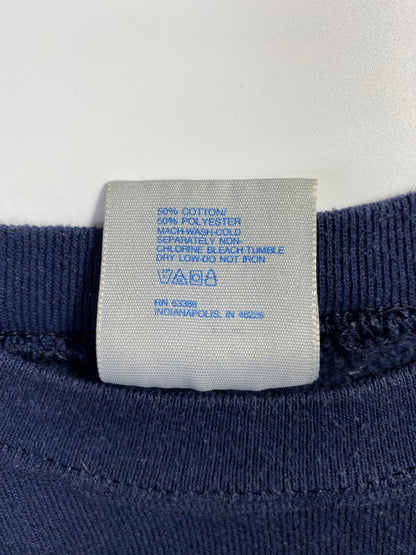 50% COTTON/
50% POLYESTER
MACH-WASH-COLD
SEPARATELY NON-
CHLORINE BLEACH-TUMBLE
DRY LOW-DO NOT IRON
RN 53388
INDIANAPOLIS, IN 46226